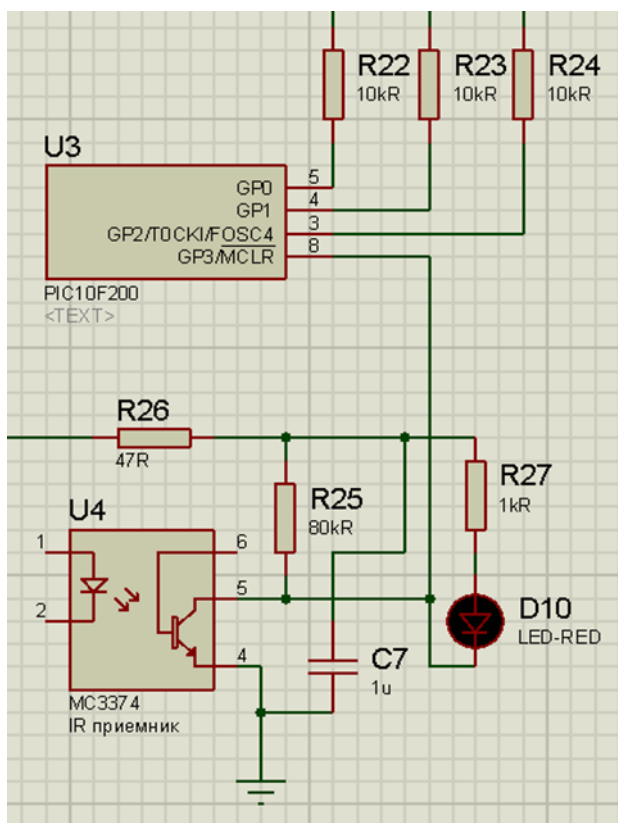 R22
10kR
R23
10kR
R24
10kR
U3
GP0
5
GP1
4
GP2/T0CKI/FOSC4
3
GP3/MCLR
8
PIC10F200
<TEXT>
R26
47R
R27
1kR
R25
80kR
U4
1
2
6
5
4
D10
LED-RED
C7
1u
MC3374
IR приемник